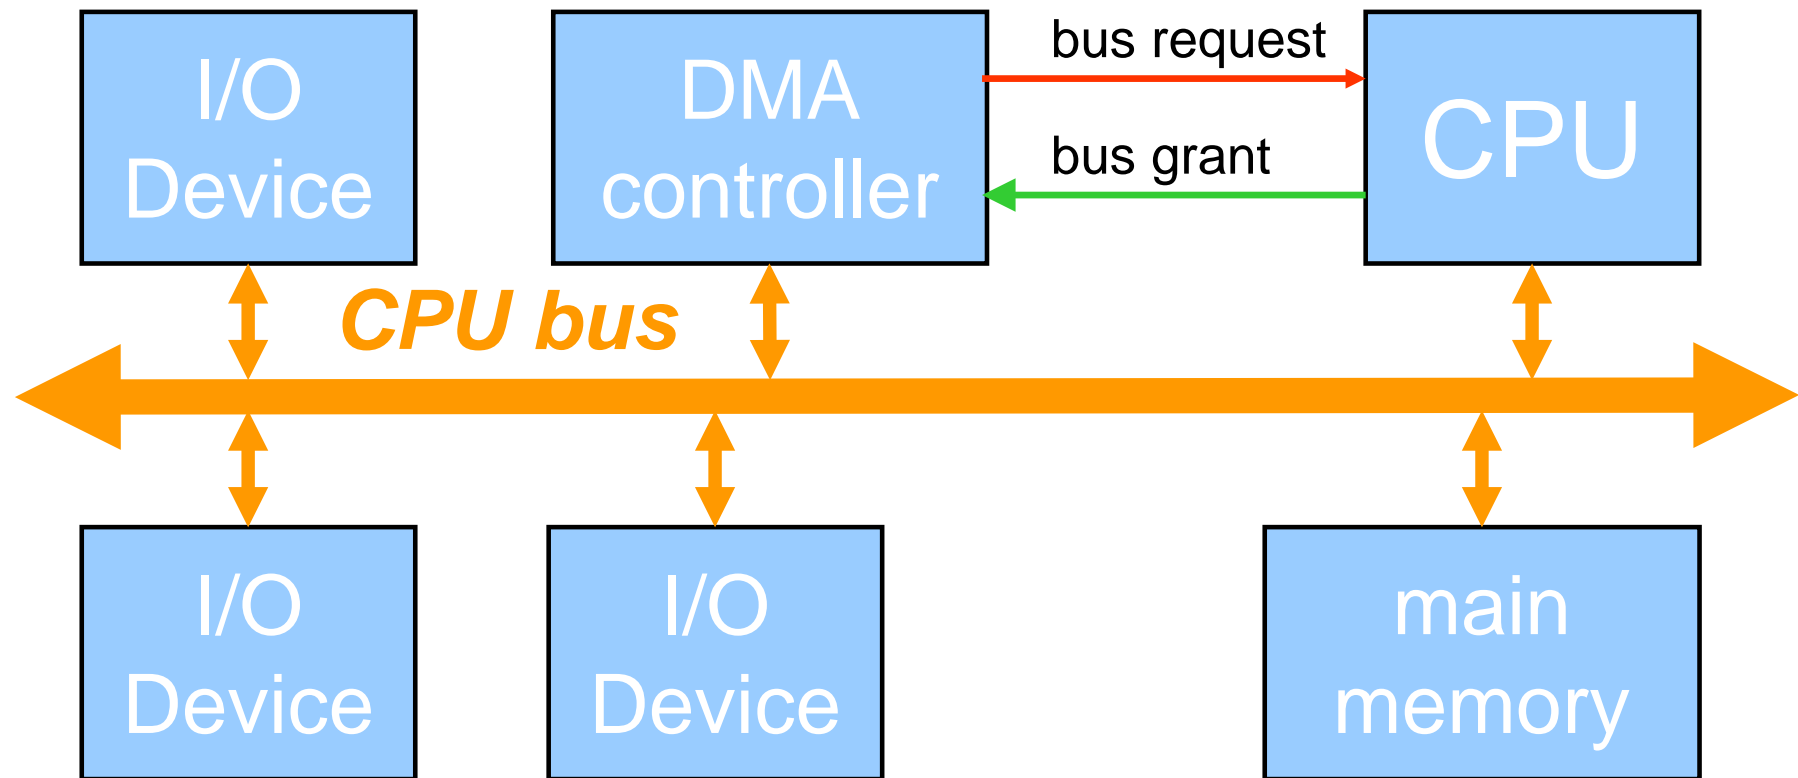 I/O
Device
DMA
controller
bus request
bus grant
CPU
CPU bus
I/O
Device
I/O
Device
main
memory